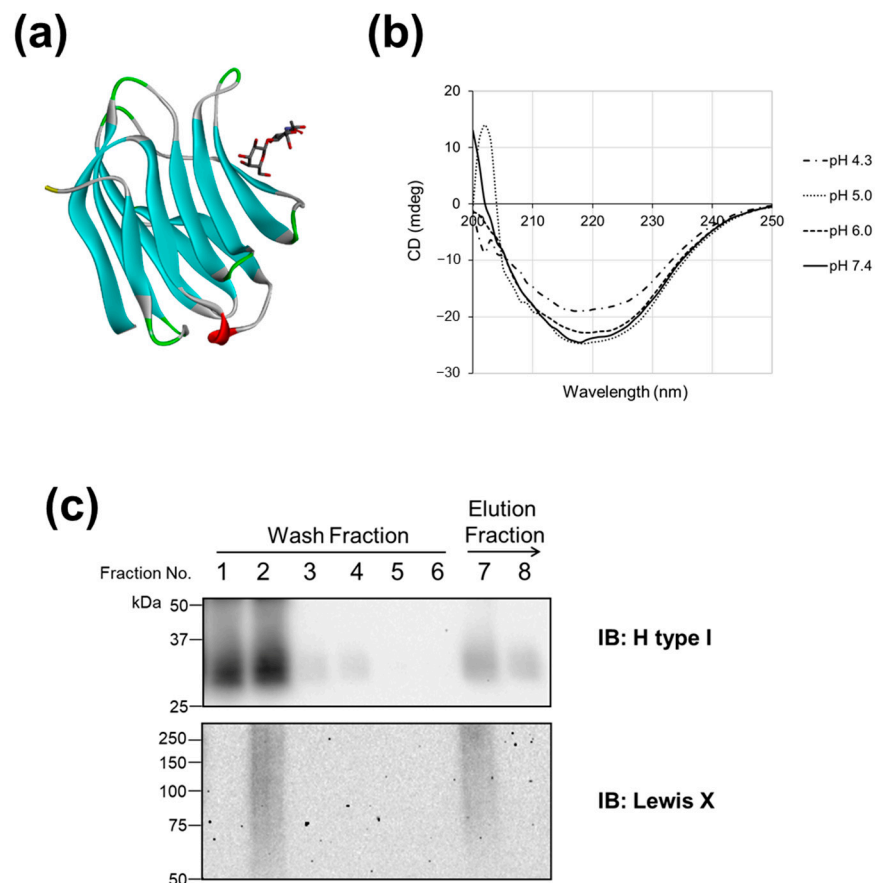 (a)
(b)
20
10
0
−10
−20
−30
CD (mdeg)
200 210 220 230 240 250
Wavelength (nm)
pH 4.3
pH 5.0
pH 6.0
pH 7.4
(c)
Wash Fraction
Elution
Fraction
Fraction No. 1 2 3 4 5 6 7 8
kDa
50
37
25
IB: H type I
250
150
100
75
50
IB: Lewis X